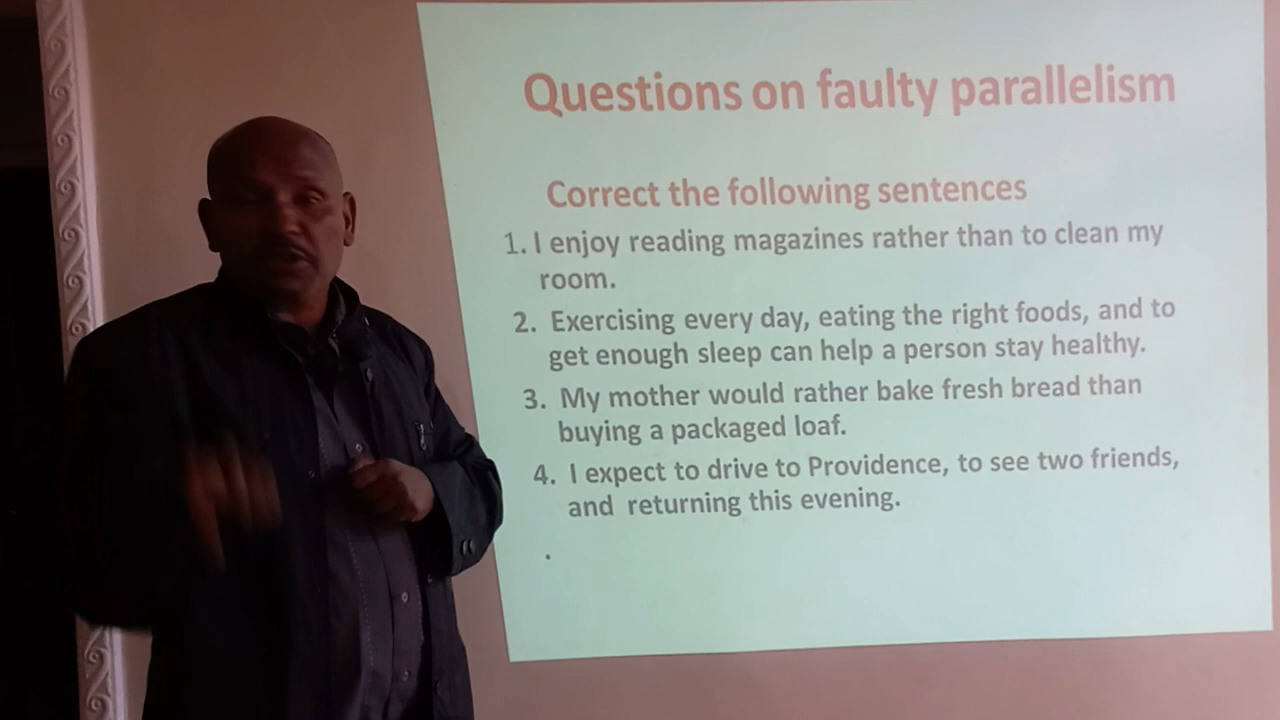 Questions on faulty parallelism
Correct the following sentences
1. I enjoy reading magazines rather than to clean my
room.
2. Exercising every day, eating the right foods, and to
get enough sleep can help a person stay healthy.
3. My mother would rather bake fresh bread than
buying a packaged loaf.
4. I expect to drive to Providence, to see two friends,
and returning this evening.
.